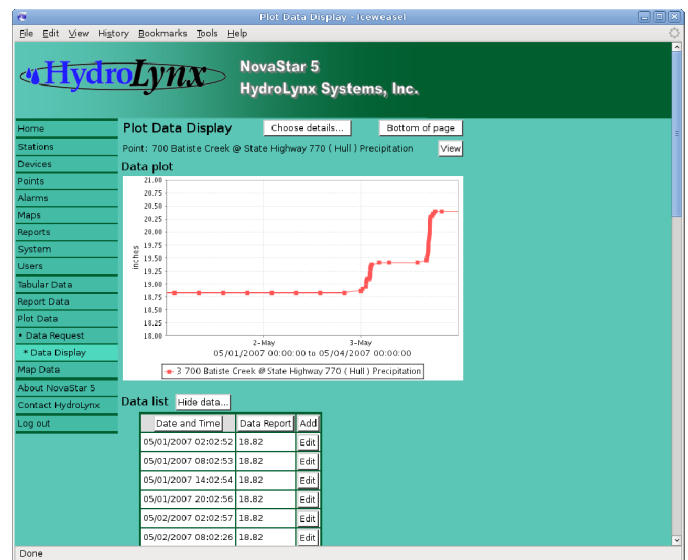 Plot Data Display - Iceweasel
File Edit View History Bookmarks Tools Help
HydroLynx
NovaStar 5
HydroLynx Systems, Inc.
Home
Stations
Devices
Points
Alarms
Maps
Reports
System
Users
Tabular Data
Report Data
Plot Data
• Data Request
* Data Display
Map Data
About NovaStar 5
Contact HydroLynx
Log out
Plot Data Display Choose details... Bottom of page
Point: 700 Batiste Creek @ State Highway 770 ( Hull ) Precipitation View
Data plot
21.00
20.75
20.50
20.25
20.00
19.75
19.50
19.25
19.00
18.75
18.50
18.25
18.00
inches
2-May 3-May
05/01/2007 00:00:00 to 05/04/2007 00:00:00
3 700 Batiste Creek @ State Highway 770 ( Hull ) Precipitation
Data list Hide data...
Date and Time Data Report Add
05/01/2007 02:02:52 18.82 Edit
05/01/2007 08:02:53 18.82 Edit
05/01/2007 14:02:54 18.82 Edit
05/01/2007 20:02:56 18.82 Edit
05/02/2007 02:02:57 18.82 Edit
05/02/2007 08:02:26 18.82 Edit
Done